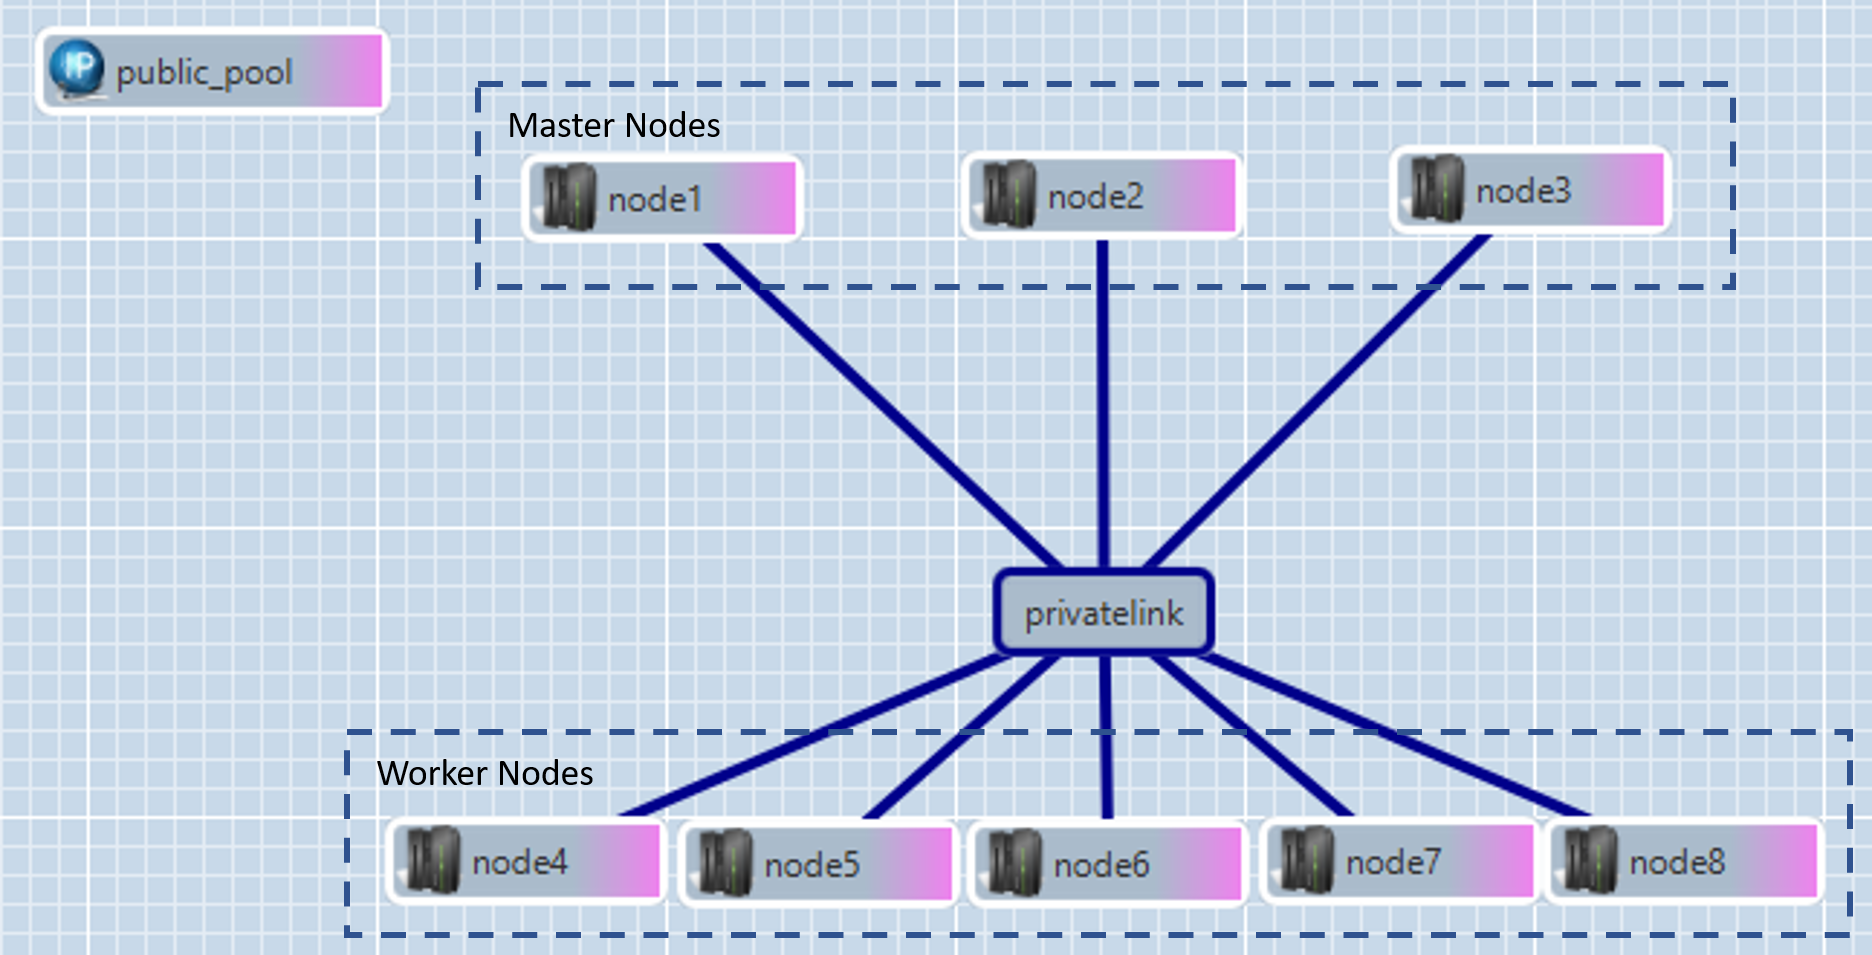 IP
public_pool
Master Nodes
node1
node2
node3
privatelink
Worker Nodes
node4
node5
node6
node7
node8